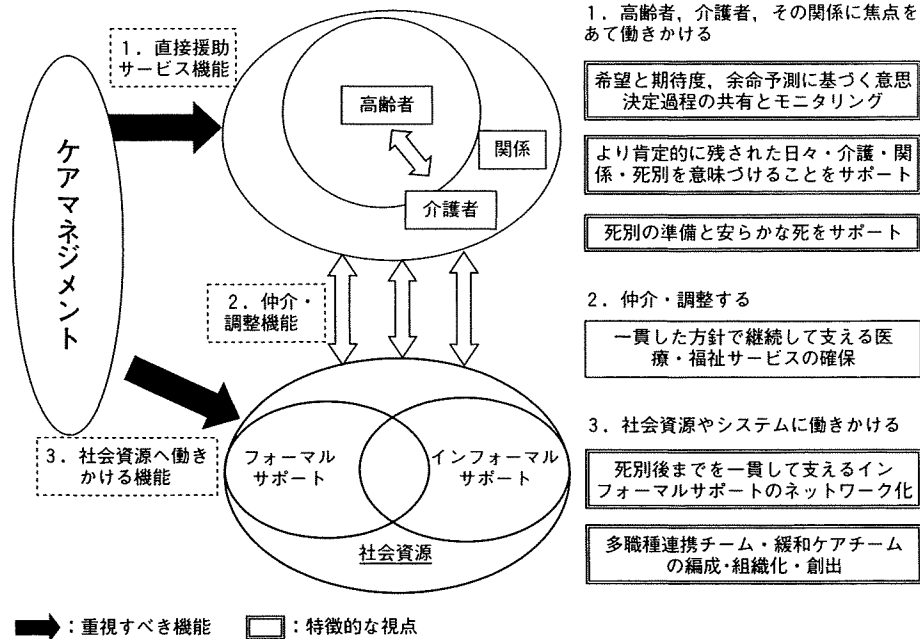 ケアマネジメント
1. 直接援助
サービス機能
高齢者
関係
介護者
2. 仲介・
調整機能
3. 社会資源へ働き
かける機能
フォーマル
サポート
インフォーマル
サポート
社会資源
1. 高齢者，介護者，その関係に焦点を
あて働きかける
希望と期待度，余命予測に基づく意思
決定過程の共有とモニタリング
より肯定的に残された日々・介護・関
係・死別を意味づけることをサポート
死別の準備と安らかな死をサポート
2. 仲介・調整する
一貫した方針で継続して支える医
療・福祉サービスの確保
3. 社会資源やシステムに働きかける
死別後までを一貫して支えるイン
フォーマルサポートのネットワーク化
多職種連携チーム・緩和ケアチーム
の編成・組織化・創出
：重視すべき機能
：特徴的な視点